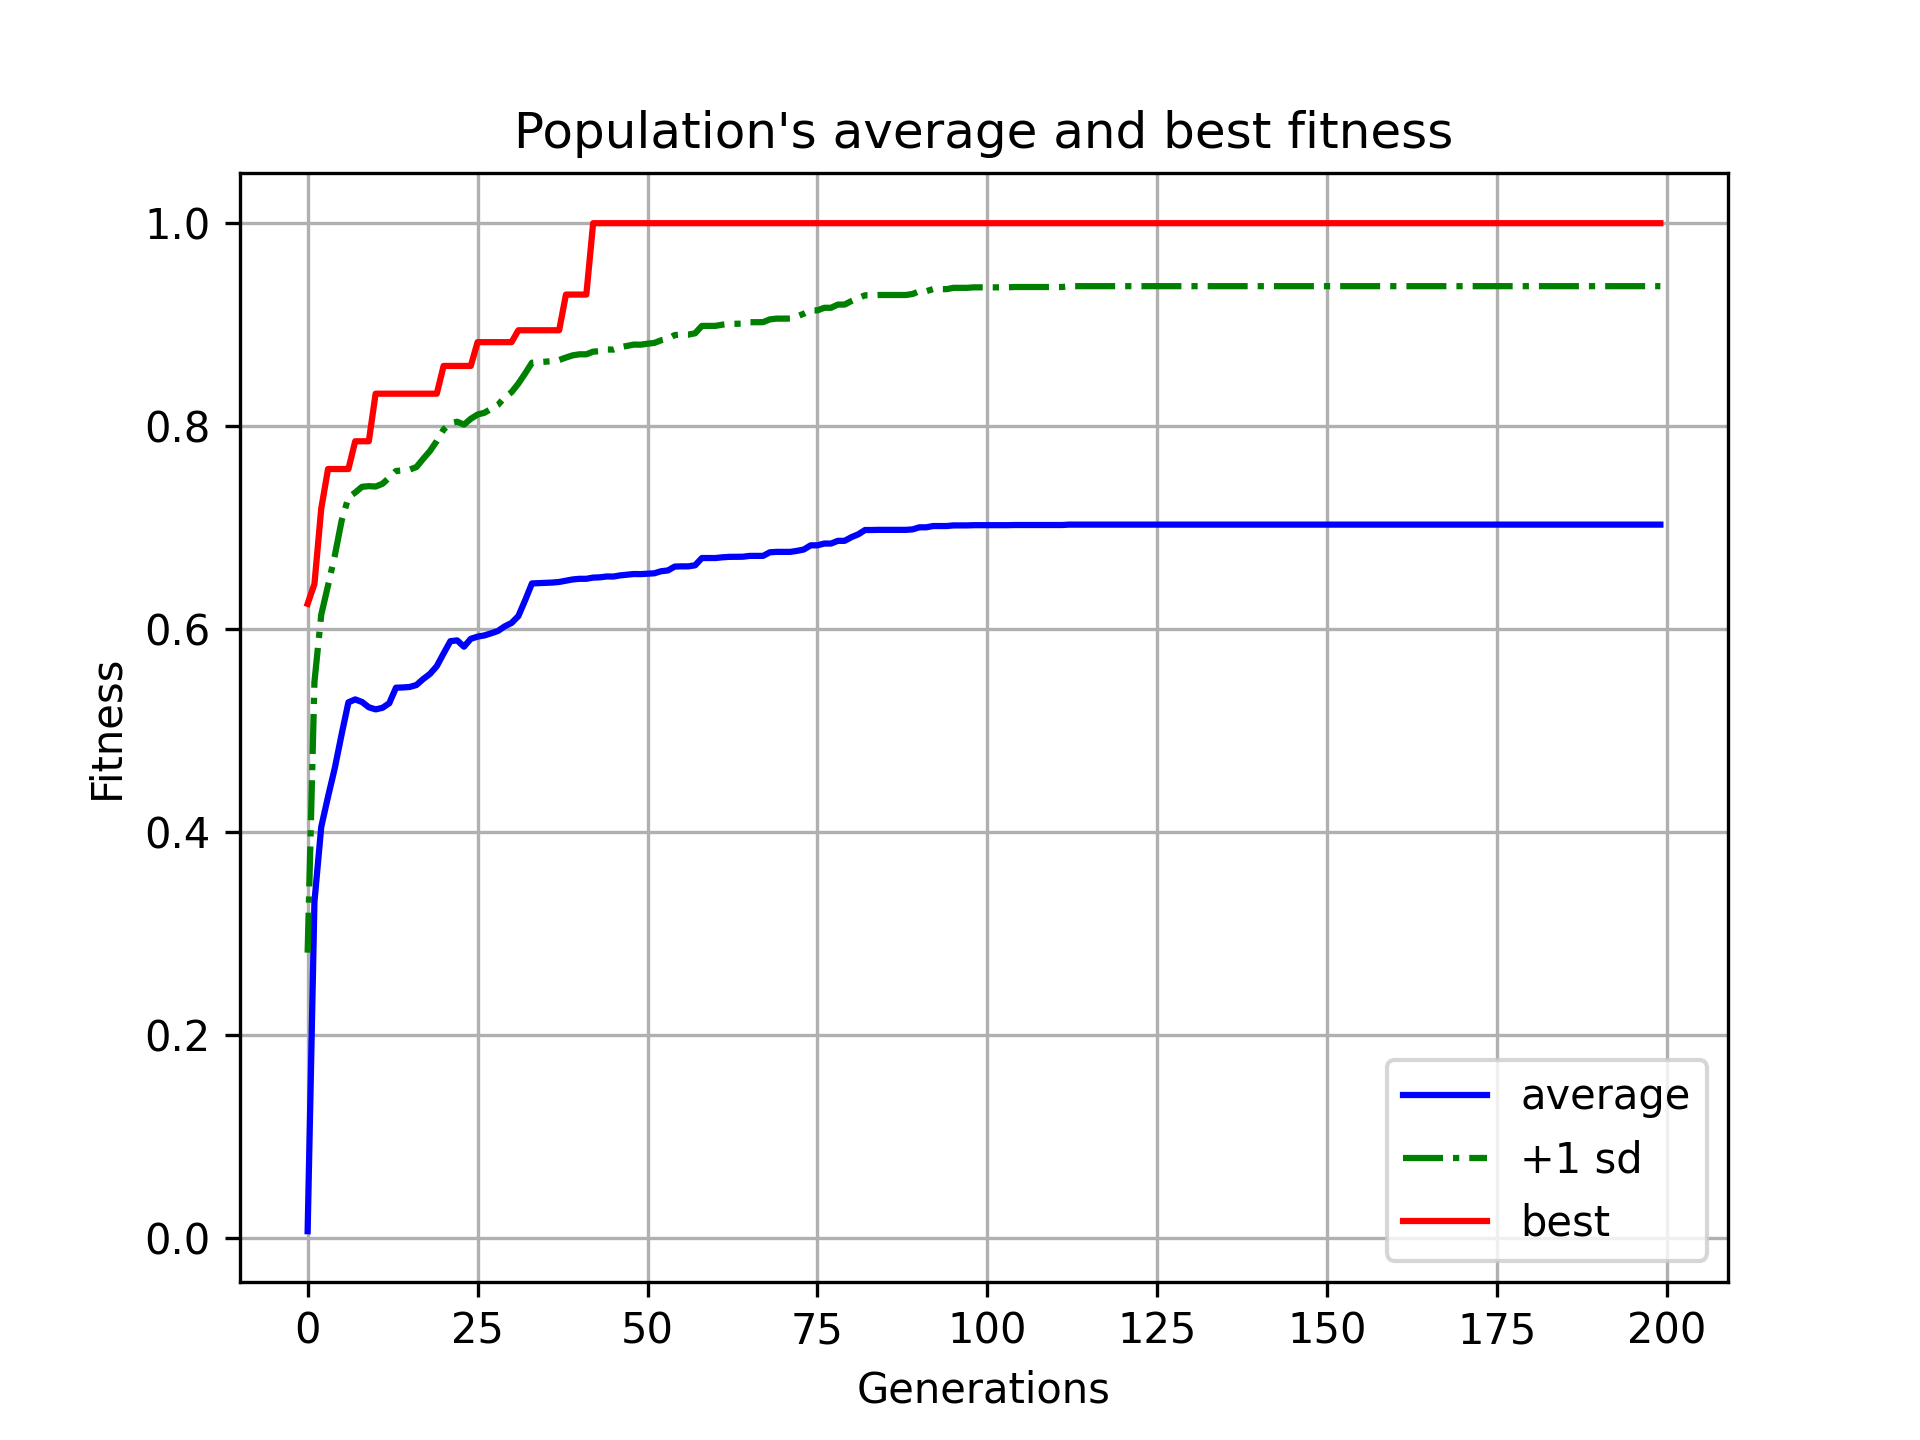 Population's average and best fitness
1.0
0.8
0.6
0.4
0.2
0.0
Fitness
average
+1 sd
best
0 25 50 75 100 125 150 175 200
Generations